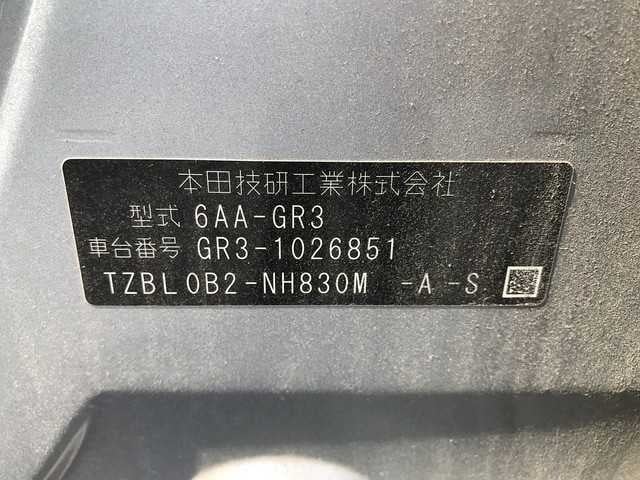 本田技研工業株式会社
型式 6AA-GR3
車台番号 GR3-1026851
TZBL0B2-NH830M -A-S